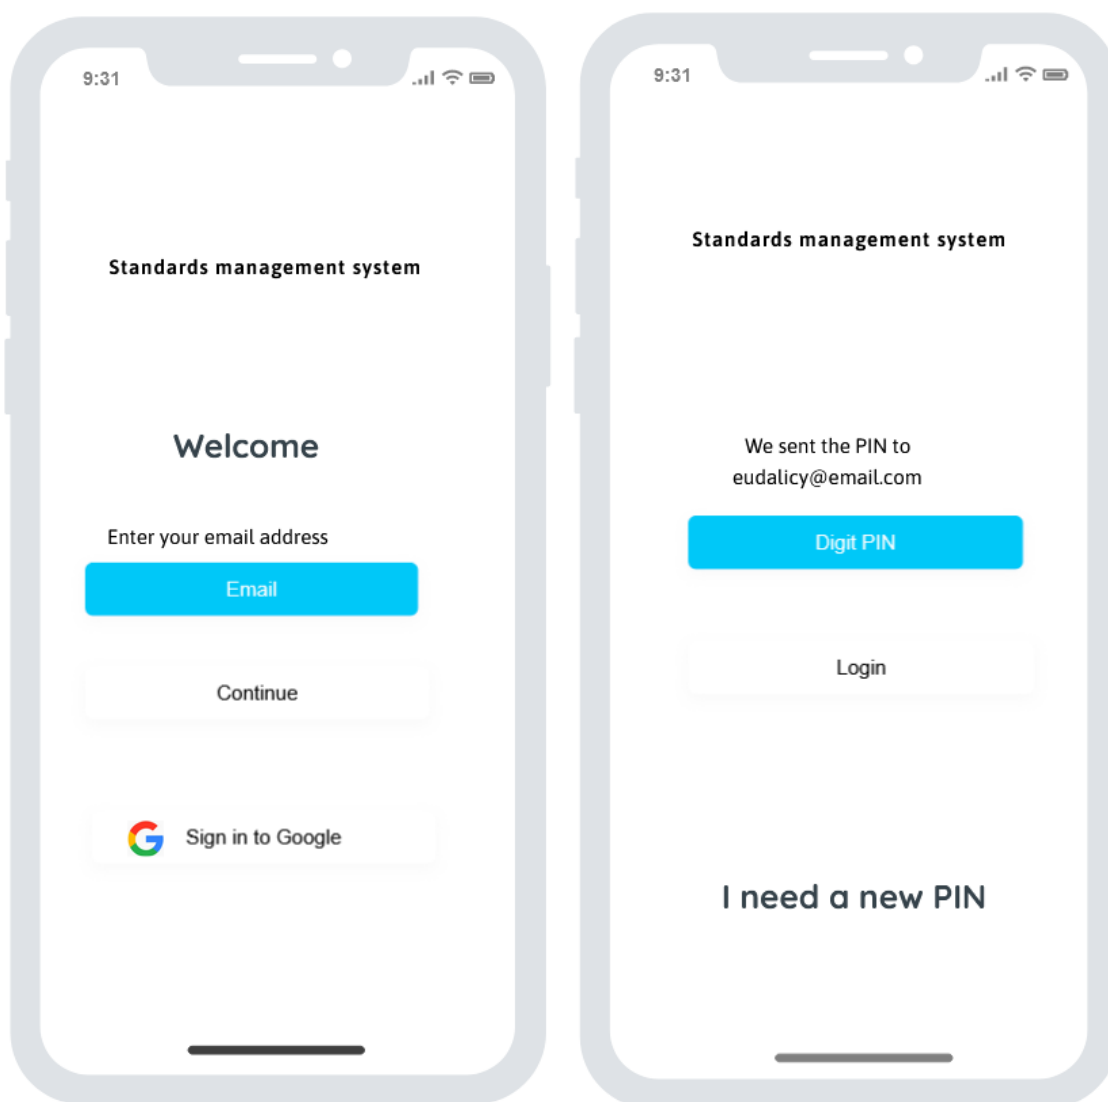 9:31
Standards management system
Welcome
Enter your email address
Email
Continue
Sign in to Google
9:31
Standards management system
We sent the PIN to
eudalicy@email.com
Digit PIN
Login
I need a new PIN